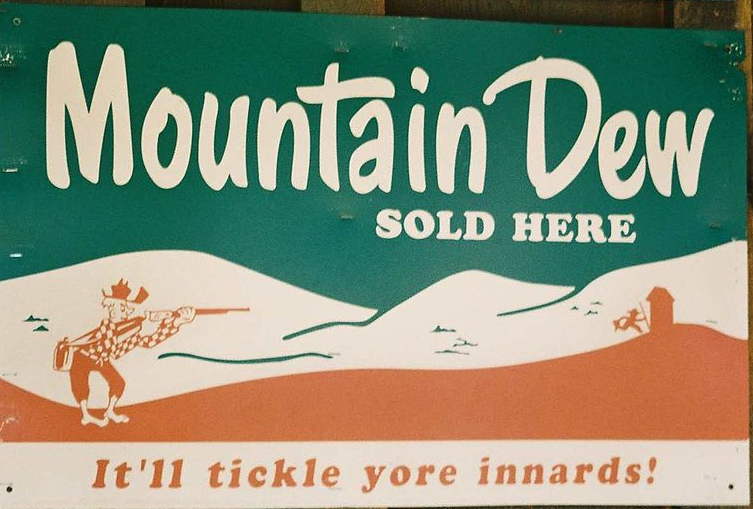 Mountain Dew
SOLD HERE
It'll tickle yore innards!